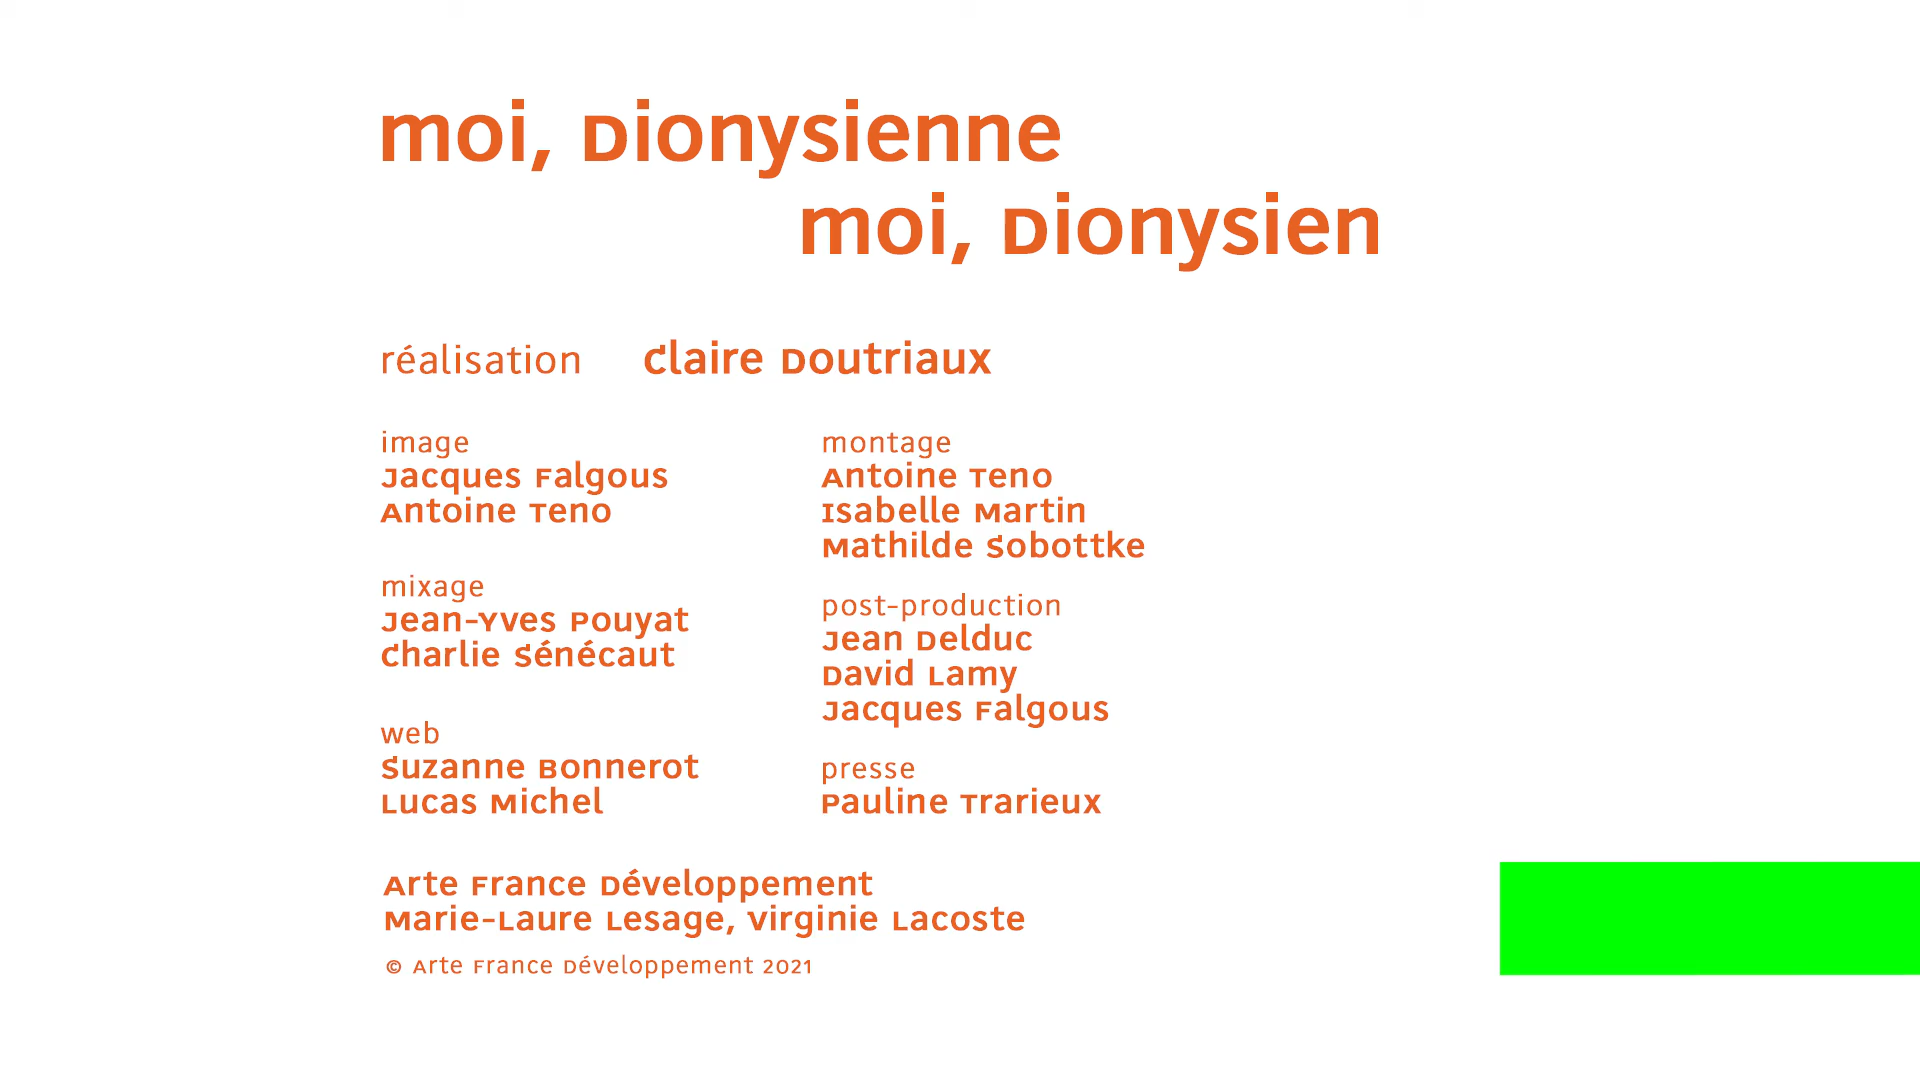 moi, Dionysienne
moi, Dionysien
réalisation Claire Doutriaux
image
Jacques Falgous
Antoine Teno
mixage
Jean-Yves Pouyat
Charlie Sénécaut
web
Suzanne Bonnerot
Lucas Michel
montage
Antoine Teno
Isabelle Martin
Mathilde Sobottke
post-production
Jean Delduc
David Lamy
Jacques Falgous
presse
Pauline Trarieux
Arte France Développement
Marie-Laure Lesage, Virginie Lacoste
© Arte France Développement 2021